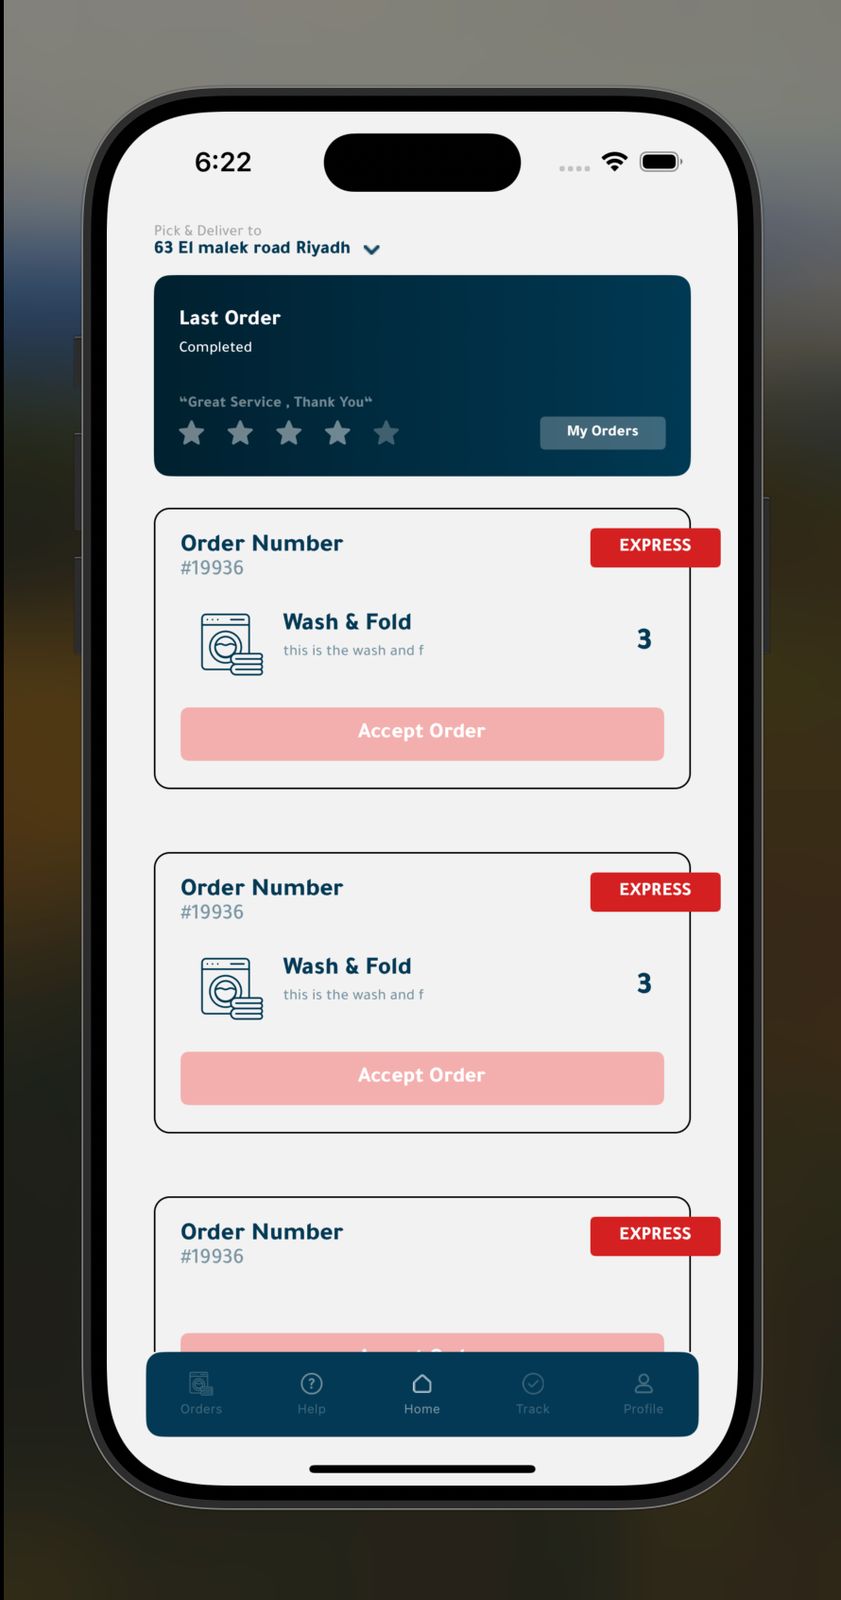 6:22
Pick & Deliver to
63 El malek road Riyadh
Last Order
Completed
“Great Service , Thank You“
My Orders
Order Number
EXPRESS
#19936
Wash & Fold
this is the wash and f
3
Accept Order
Order Number
EXPRESS
#19936
Wash & Fold
this is the wash and f
3
Accept Order
Order Number
EXPRESS
#19936
Orders
Help
Home
Track
Profile